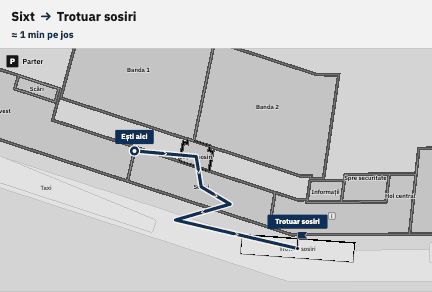 Sixt → Trotuar sosiri
≈ 1 min pe jos
P Parter
Banda 1
Scări
vest
Banda 2
Ești aici
Spre securitate
Informații
Hol central
Taxi
Trotuar sosiri
i
sosiri